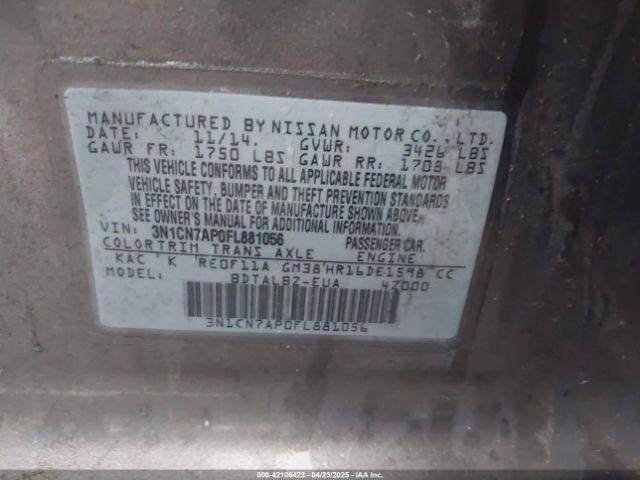 MANUFACTURED BY NISSAN MOTOR CO., LTD.
DATE: 11/14. GVWR: 3426 LBS
GAWR FR: 1750 LBS GAWR RR: 1708 LBS
THIS VEHICLE CONFORMS TO ALL APPLICABLE FEDERAL MOTOR
VEHICLE SAFETY, BUMPER AND THEFT PREVENTION STANDARDS
IN EFFECT ON THE DATE OF MANUFACTURE SHOWN ABOVE.
SEE OWNER'S MANUAL FOR ADDITIONAL INFORMATION.
VIN: 3N1CN7AP0FL881056 PASSENGER CAR.
COLOR TRIM TRANS AXLE ENGINE
KAC ' K ' RE0F11A GM38 ' HR16DE 1598 CC
MODEL: BDTALBZ-EUA 4Z000
3N1CN7AP0FL881056
000-42106423 | 04/23/2025 - IAAI.COM